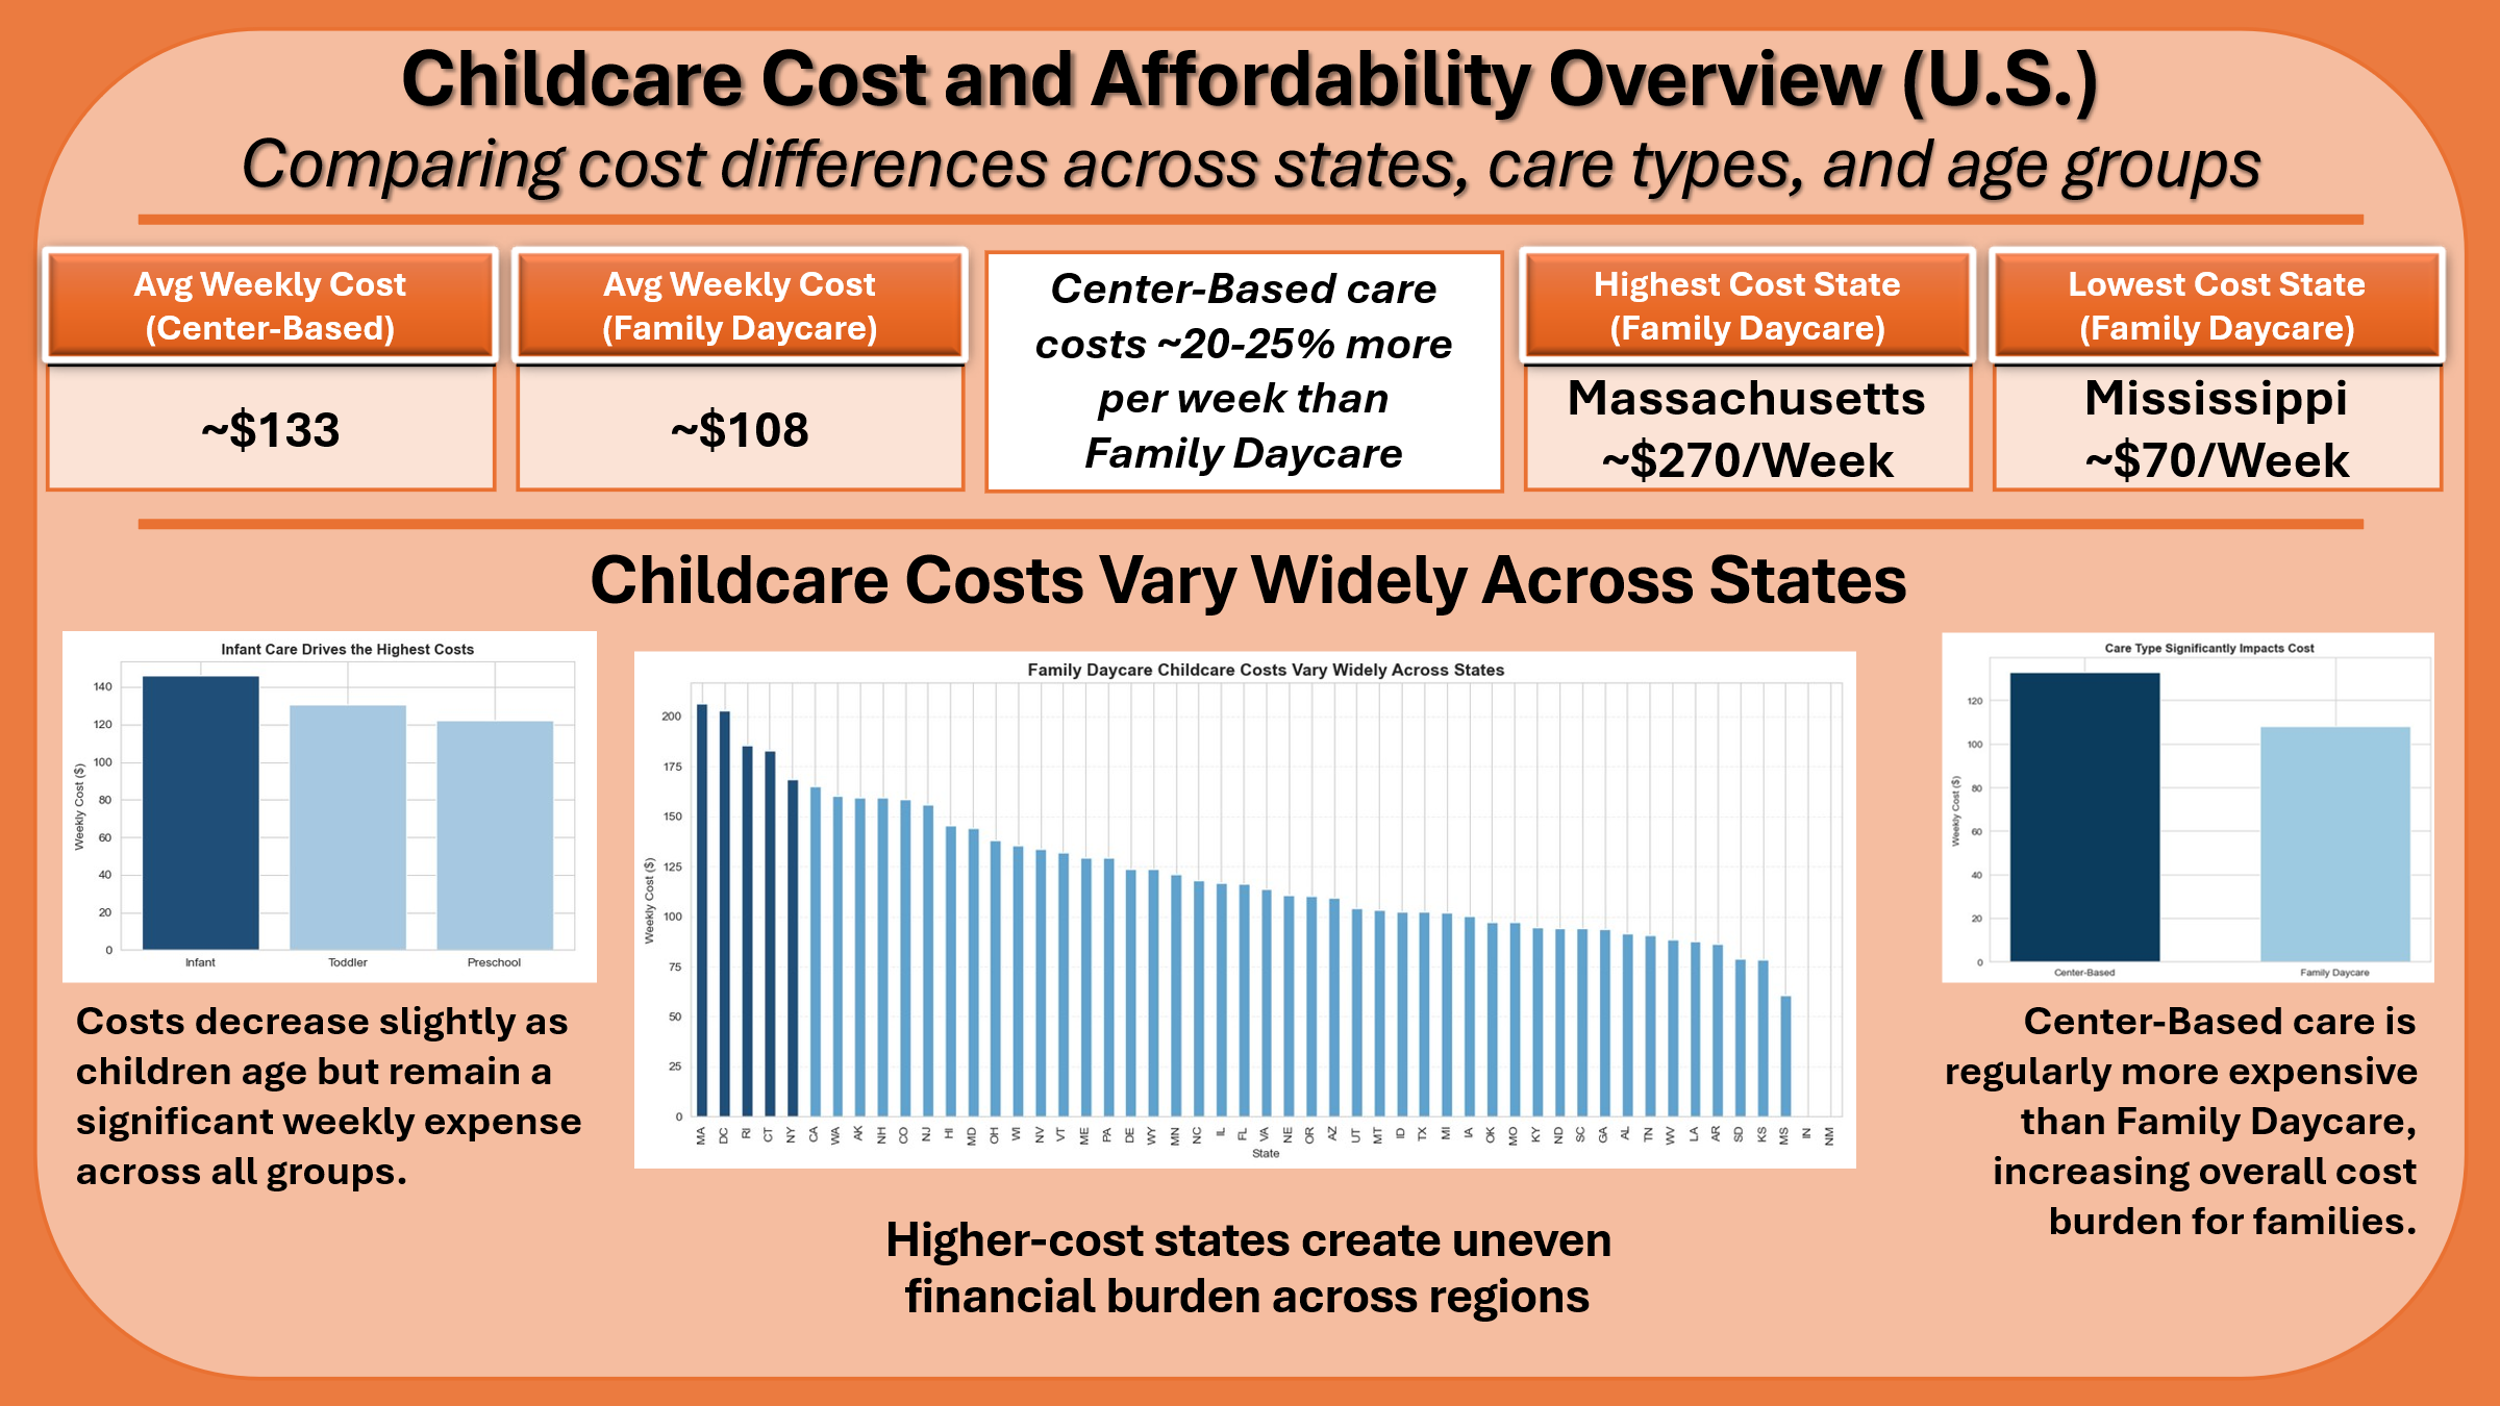 Childcare Cost and Affordability Overview (U.S.)
Comparing cost differences across states, care types, and age groups
Avg Weekly Cost
(Center-Based)
~$133
Avg Weekly Cost
(Family Daycare)
~$108
Center-Based care
costs ~20-25% more
per week than
Family Daycare
Highest Cost State
(Family Daycare)
Massachusetts
~$270/Week
Lowest Cost State
(Family Daycare)
Mississippi
~$70/Week
Childcare Costs Vary Widely Across States
Infant Care Drives the Highest Costs
Weekly Cost ($)
140
120
100
80
60
40
20
0
Infant Toddler Preschool
Costs decrease slightly as
children age but remain a
significant weekly expense
across all groups.
Family Daycare Childcare Costs Vary Widely Across States
Weekly Cost ($)
200
175
150
125
100
75
50
25
0
MA DC RI CT NY CA WA AK NH CO NJ HI MD OH WI NV VT ME PA DE WY MN NC IL FL VA NE OR AZ UT MT ID TX MI IA OK MO KY ND SC GA AL TN WV LA AR SD KS MS IN NM
State
Higher-cost states create uneven
financial burden across regions
Care Type Significantly Impacts Cost
Weekly Cost ($)
120
100
80
60
40
20
0
Center-Based Family Daycare
Center-Based care is
regularly more expensive
than Family Daycare,
increasing overall cost
burden for families.